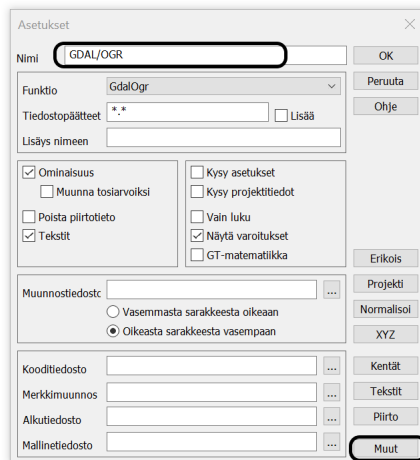 Asetukset
Nimi GDAL/OGR OK
Funktio GdalOgr Peruuta
Tiedostopäätteet *.* Lisää Ohje
Lisäys nimeen
Ominaisuus Kysy asetukset
Muunna tosiarvoiksi Kysy projektitiedot
Poista piirtotieto Vain luku
Tekstit Näytä varoitukset
GT-matematiikka Erikois
Muunnostiedostc ... Projekti
Vasemmasta sarakkeesta oikeaan Normalisoi
Oikeasta sarakkeesta vasempaan XYZ
Kooditiedosto ... Kentät
Merkkimuunnos ... Tekstit
Alkutiedosto ... Piirto
Mallinetiedosto ... Muut